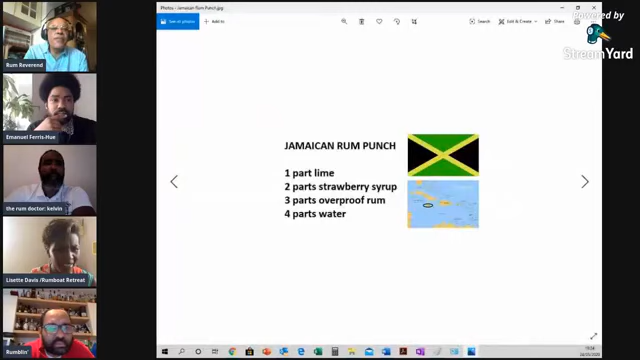 Photos - Jamaican Rum Punch.jpg
See all photos
Add to
Search
Edit & Create
Share
Powered by
StreamYard
Rum Reverend
Emanuel Ferris-Hue
the rum doctor: kelvin
Lisette Davis /Rumboat Retreat
Rumblin'
JAMAICAN RUM PUNCH
1 part lime
2 parts strawberry syrup
3 parts overproof rum
4 parts water